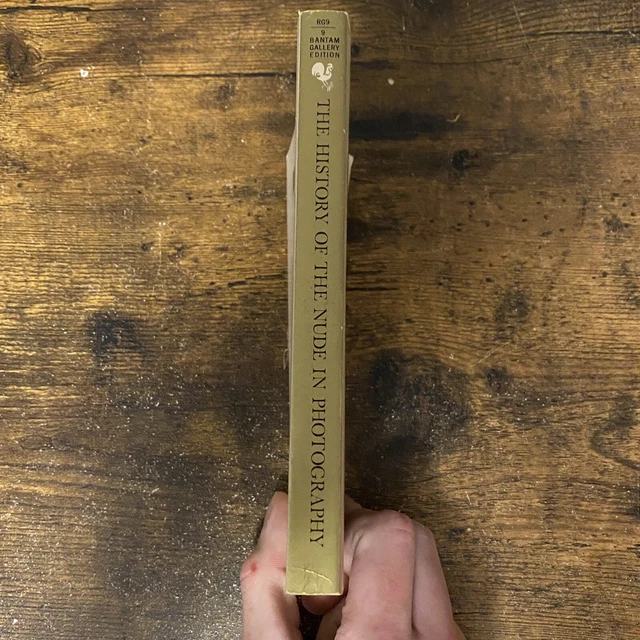 RG9
9
BANTAM
GALLERY
EDITION
THE HISTORY OF THE NUDE IN PHOTOGRAPHY